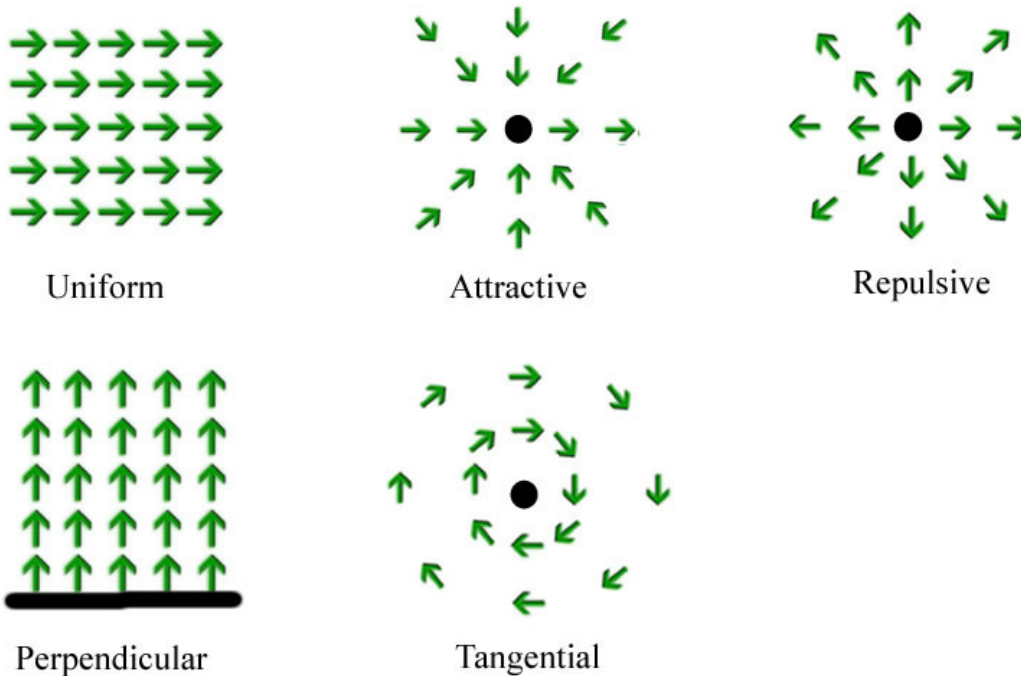 Uniform
Attractive
Repulsive
Perpendicular
Tangential